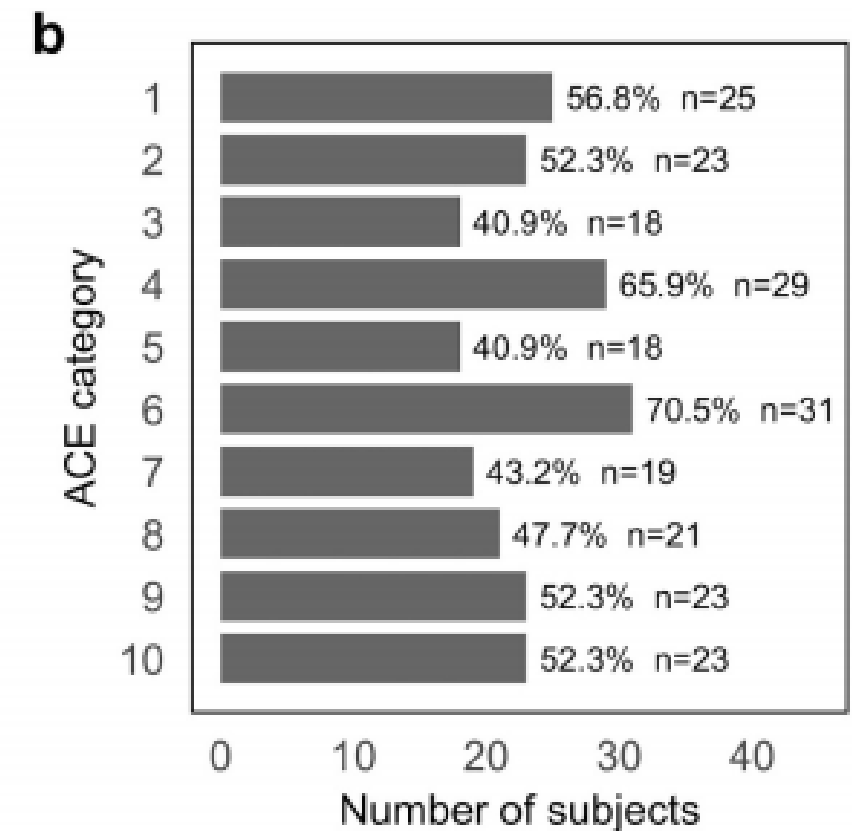 b
ACE category
1 56.8% n=25
2 52.3% n=23
3 40.9% n=18
4 65.9% n=29
5 40.9% n=18
6 70.5% n=31
7 43.2% n=19
8 47.7% n=21
9 52.3% n=23
10 52.3% n=23
0 10 20 30 40
Number of subjects